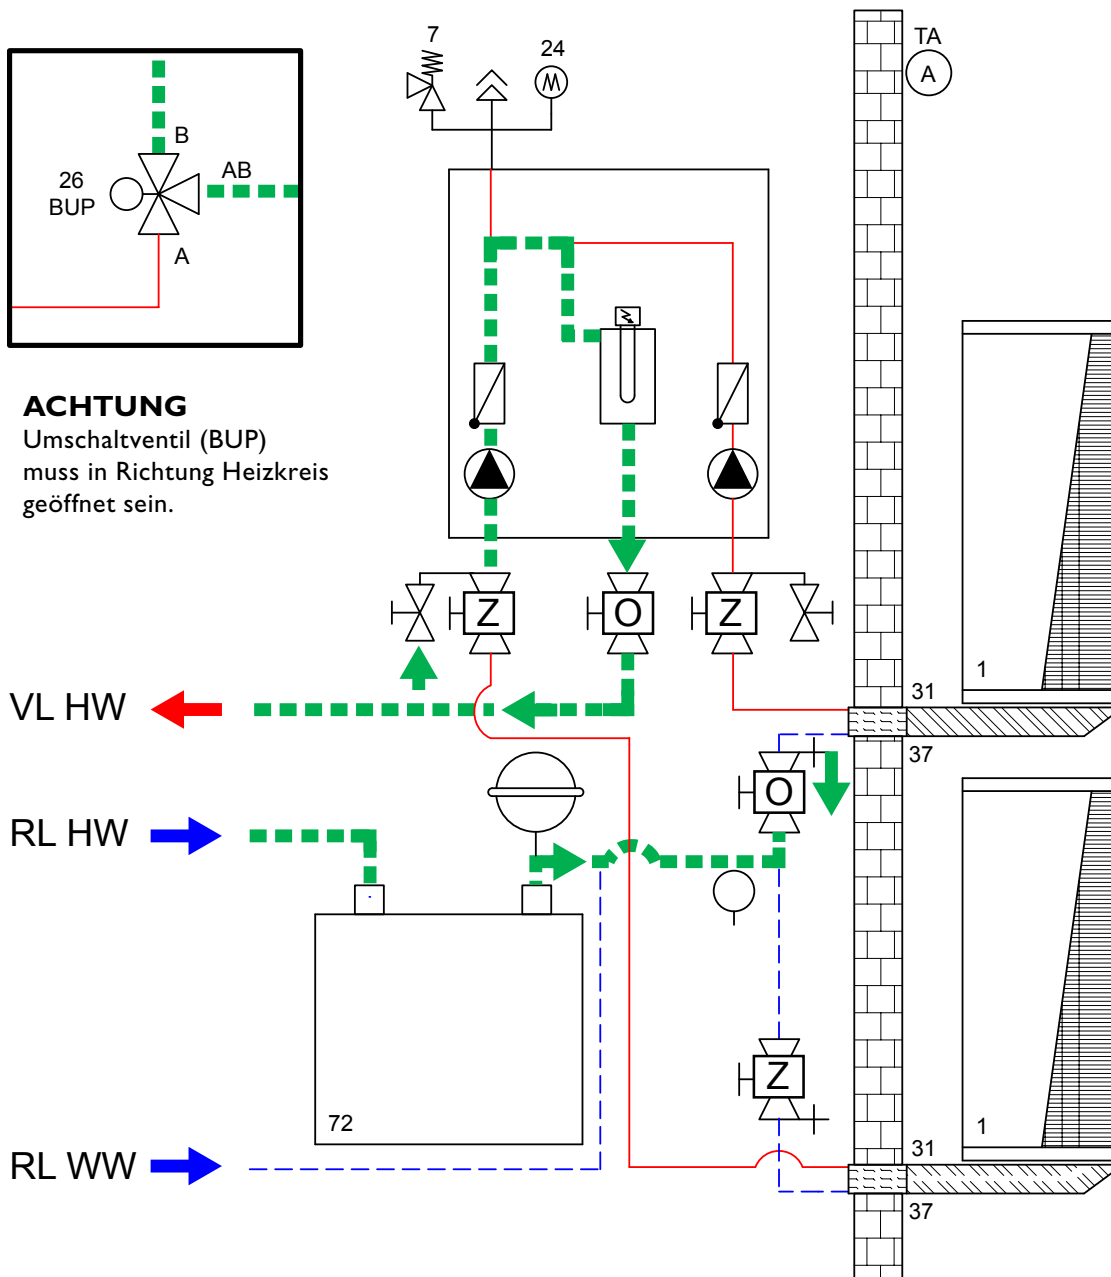 7
24
TA
A
B
26
BUP
AB
A
ACHTUNG
Umschaltventil (BUP)
muss in Richtung Heizkreis
geöffnet sein.
Z
O
Z
1
31
VL HW
37
O
RL HW
Z
72
1
31
RL WW
37